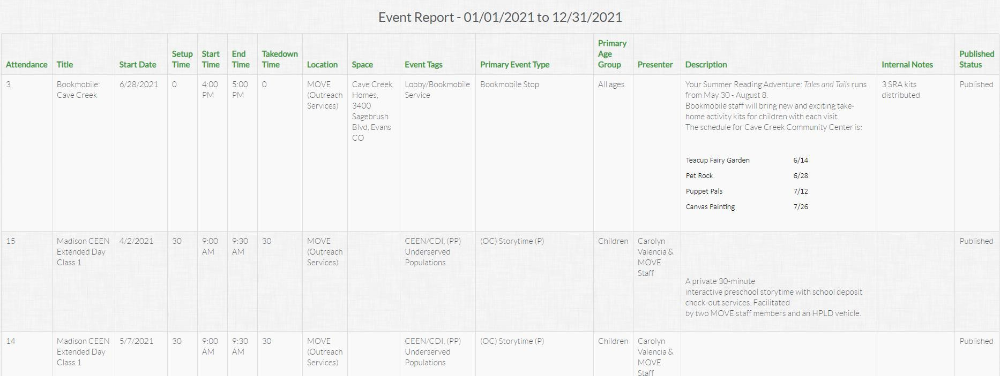 Event Report - 01/01/2021 to 12/31/2021
Attendance
Title
Start Date
Setup
Time
Start
Time
End
Time
Takedown
Time
Location
Space
Event Tags
Primary Event Type
Primary
Age
Group
Presenter
Description
Internal Notes
Published
Status
3
Bookmobile:
Cave Creek
6/28/2021
0
4:00
PM
5:00
PM
0
MOVE
(Outreach
Services)
Cave Creek
Homes,
3400
Sagebrush
Blvd, Evans
CO
Lobby/Bookmobile
Service
Bookmobile Stop
All ages
Your Summer Reading Adventure: Tales and Tails runs
from May 30 - August 8.
Bookmobile staff will bring new and exciting take-
home activity kits for children with each visit.
The schedule for Cave Creek Community Center is:
Teacup Fairy Garden 6/14
Pet Rock 6/28
Puppet Pals 7/12
Canvas Painting 7/26
3 SRA kits
distributed
Published
15
Madison CEEN
Extended Day
Class 1
4/2/2021
30
9:00
AM
9:30
AM
30
MOVE
(Outreach
Services)
CEEN/CDI, (PP)
Underserved
Populations
(OC) Storytime (P)
Children
Carolyn
Valencia &
MOVE
Staff
A private 30-minute
interactive preschool storytime with school deposit
check-out services. Facilitated
by two MOVE staff members and an HPLD vehicle.
Published
14
Madison CEEN
Extended Day
Class 1
5/7/2021
30
9:00
AM
9:30
AM
30
MOVE
(Outreach
Services)
CEEN/CDI, (PP)
Underserved
Populations
(OC) Storytime (P)
Children
Carolyn
Valencia &
MOVE
Staff
Published